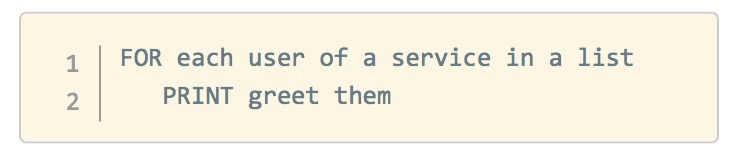 1 FOR each user of a service in a list
2 PRINT greet them